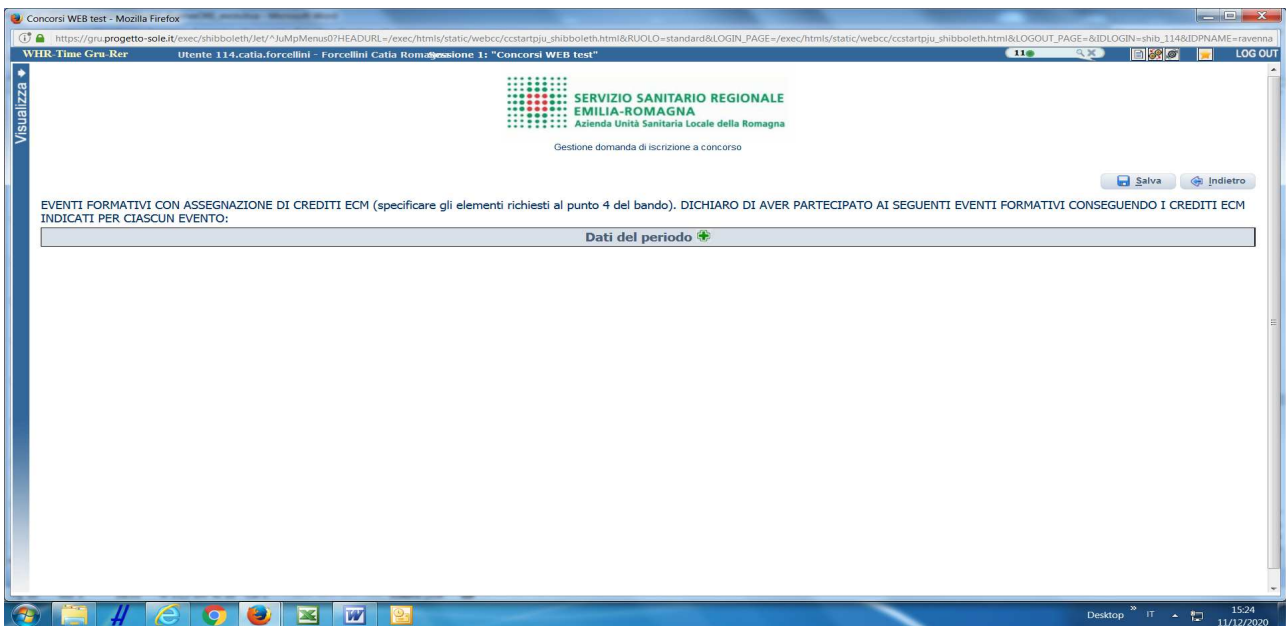 Concorsi WEB test - Mozilla Firefox
https://gru.progetto-sole.it/exec/shibboleth/Jet/^JuMpMenus0?HEADURL=/exec/htmls/static/webcc/ccstartpju_shibboleth.html&RUOLO=standard&LOGIN_PAGE=/exec/htmls/static/webcc/ccstartpju_shibboleth.html&LOGOUT_PAGE=&IDLOGIN=shib_114&IDPNAME=ravenna
WHR-Time Gru-Rer Utente 114.catia.forcellini - Forcellini Catia Sessione 1: "Concorsi WEB test" 11 LOG OUT
Visualizza
SERVIZIO SANITARIO REGIONALE
EMILIA-ROMAGNA
Azienda Unità Sanitaria Locale della Romagna
Gestione domanda di iscrizione a concorso
Salva Indietro
EVENTI FORMATIVI CON ASSEGNAZIONE DI CREDITI ECM (specificare gli elementi richiesti al punto 4 del bando). DICHIARO DI AVER PARTECIPATO AI SEGUENTI EVENTI FORMATIVI CONSEGUENDO I CREDITI ECM
INDICATI PER CIASCUN EVENTO:
Dati del periodo
Desktop » IT 15:24
11/12/2020